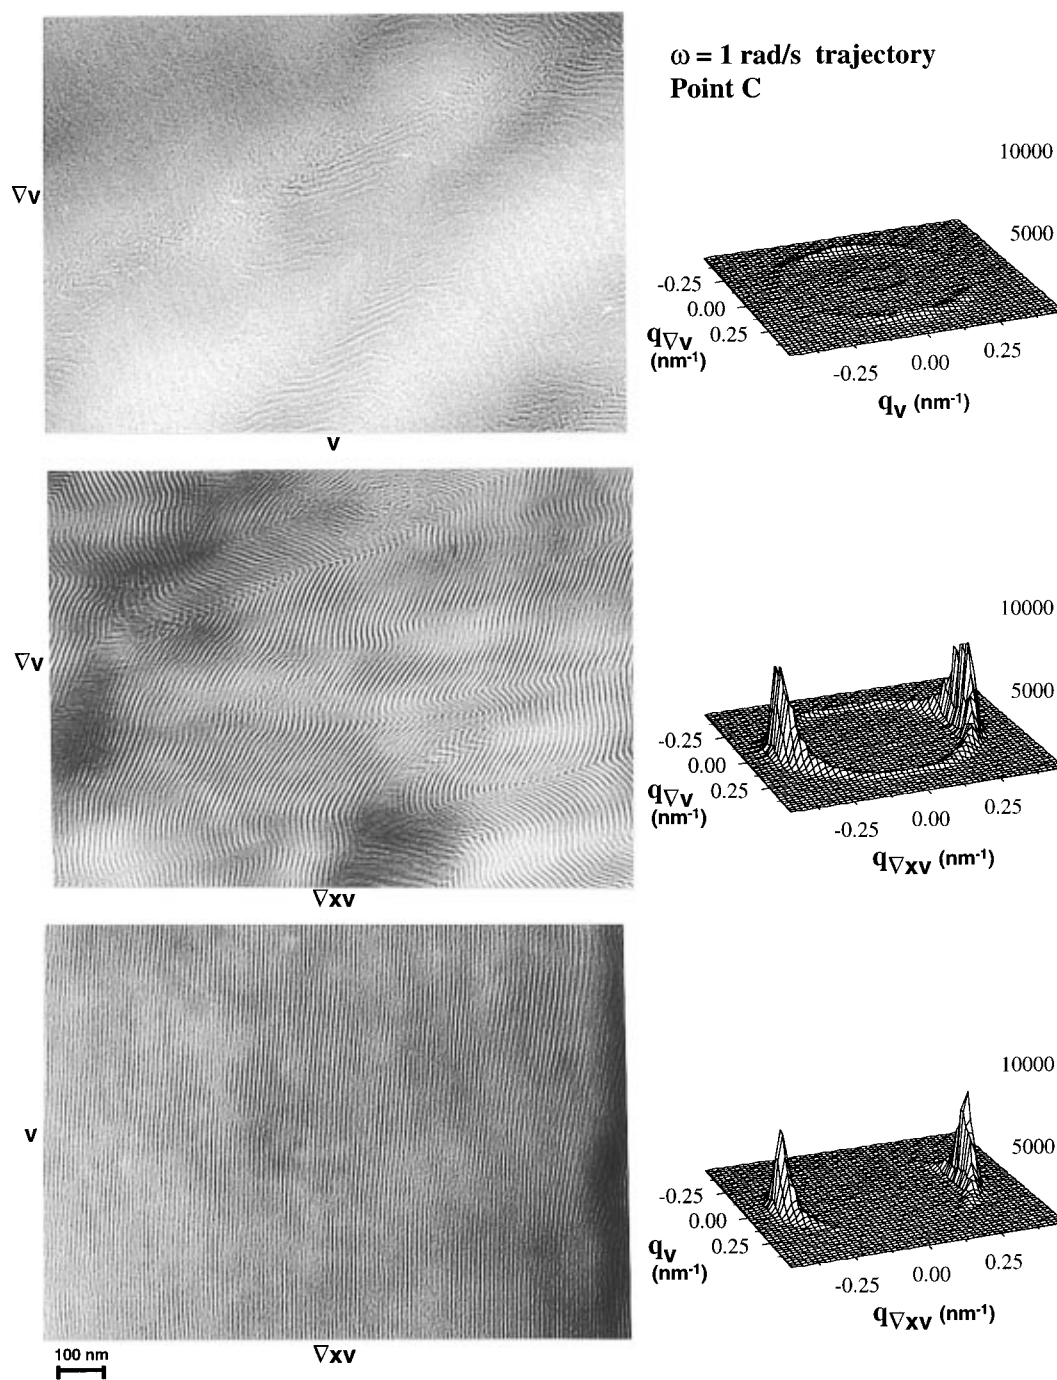 ω = 1 rad/s trajectory
Point C
∇v
v
10000
5000
-0.25
0.00
0.25
q∇v
(nm-1)
-0.25
0.00
0.25
qv (nm-1)
∇v
∇xv
10000
5000
-0.25
0.00
0.25
q∇v
(nm-1)
-0.25
0.00
0.25
q∇xv (nm-1)
v
∇xv
100 nm
10000
5000
-0.25
0.00
0.25
qv
(nm-1)
-0.25
0.00
0.25
q∇xv (nm-1)